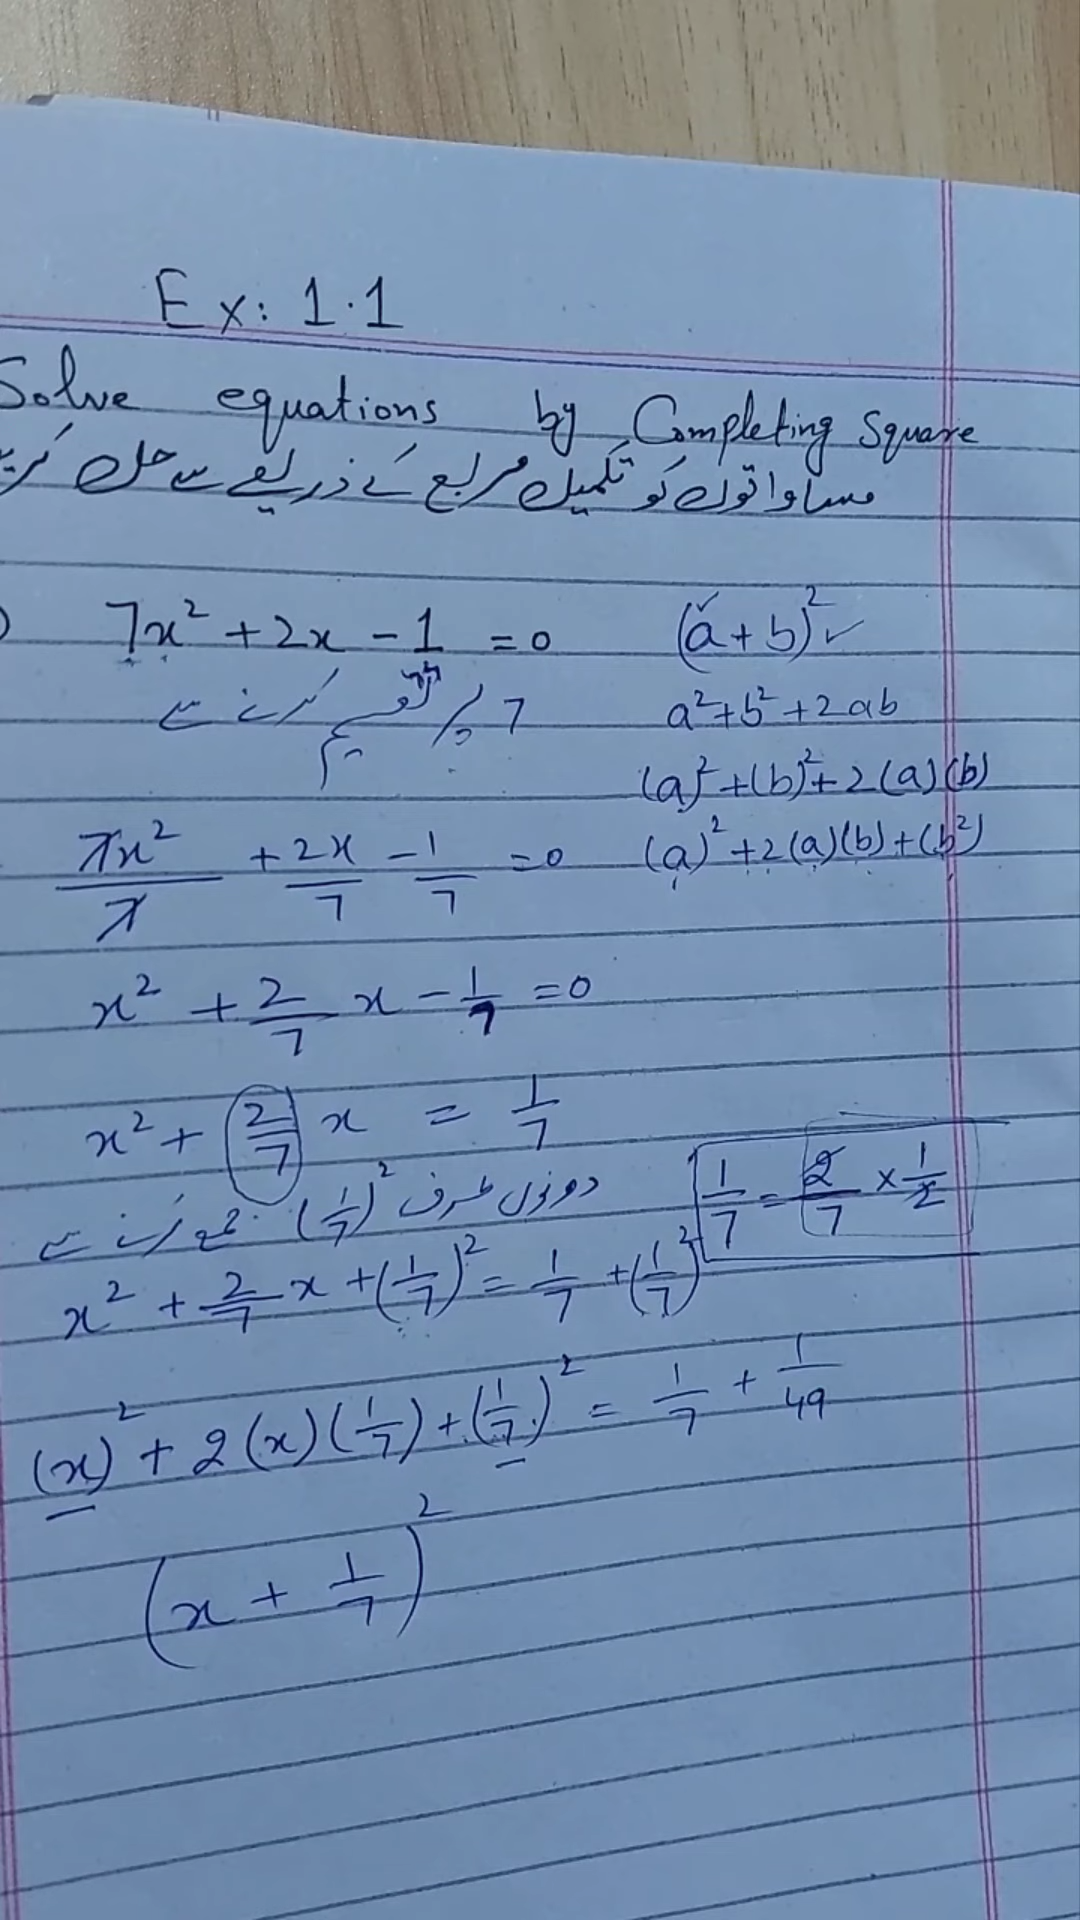 Ex: 1.1
Solve equations by Completing Square
مساواتوں کو تکمیل مربع کے ذریعے سے حل کریں
7x² + 2x - 1 = 0
7 پر تقسیم کرنے سے
7x²/7 + 2x/7 - 1/7 = 0
x² + 2/7 x - 1/7 = 0
x² + 2/7 x = 1/7
دونوں طرف (1/7)² جمع کرنے سے
x² + 2/7 x + (1/7)² = 1/7 + (1/7)²
(x)² + 2(x)(1/7) + (1/7)² = 1/7 + 1/49
(x + 1/7)²
(a + b)²
a² + b² + 2ab
(a)² + (b)² + 2(a)(b)
(a)² + 2(a)(b) + (b²)
1/7 = 2/7 × 1/2